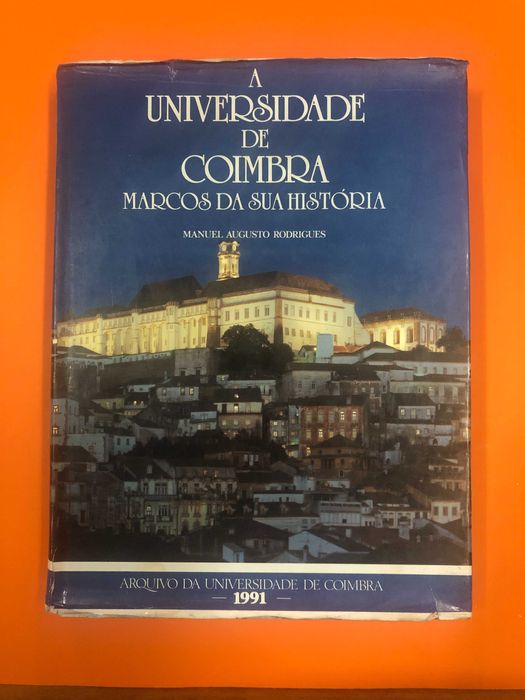 A
UNIVERSIDADE
DE
COIMBRA
MARCOS DA SUA HISTÓRIA
MANUEL AUGUSTO RODRIGUES
ARQUIVO DA UNIVERSIDADE DE COIMBRA
— 1991 —